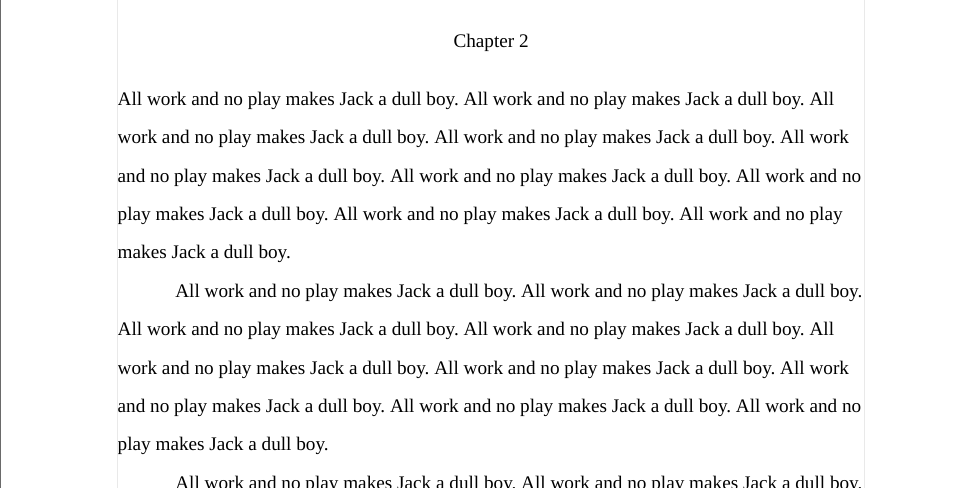 Chapter 2
All work and no play makes Jack a dull boy. All work and no play makes Jack a dull boy. All
work and no play makes Jack a dull boy. All work and no play makes Jack a dull boy. All work
and no play makes Jack a dull boy. All work and no play makes Jack a dull boy. All work and no
play makes Jack a dull boy. All work and no play makes Jack a dull boy. All work and no play
makes Jack a dull boy.
All work and no play makes Jack a dull boy. All work and no play makes Jack a dull boy.
All work and no play makes Jack a dull boy. All work and no play makes Jack a dull boy. All
work and no play makes Jack a dull boy. All work and no play makes Jack a dull boy. All work
and no play makes Jack a dull boy. All work and no play makes Jack a dull boy. All work and no
play makes Jack a dull boy.
All work and no play makes Jack a dull boy. All work and no play makes Jack a dull boy.